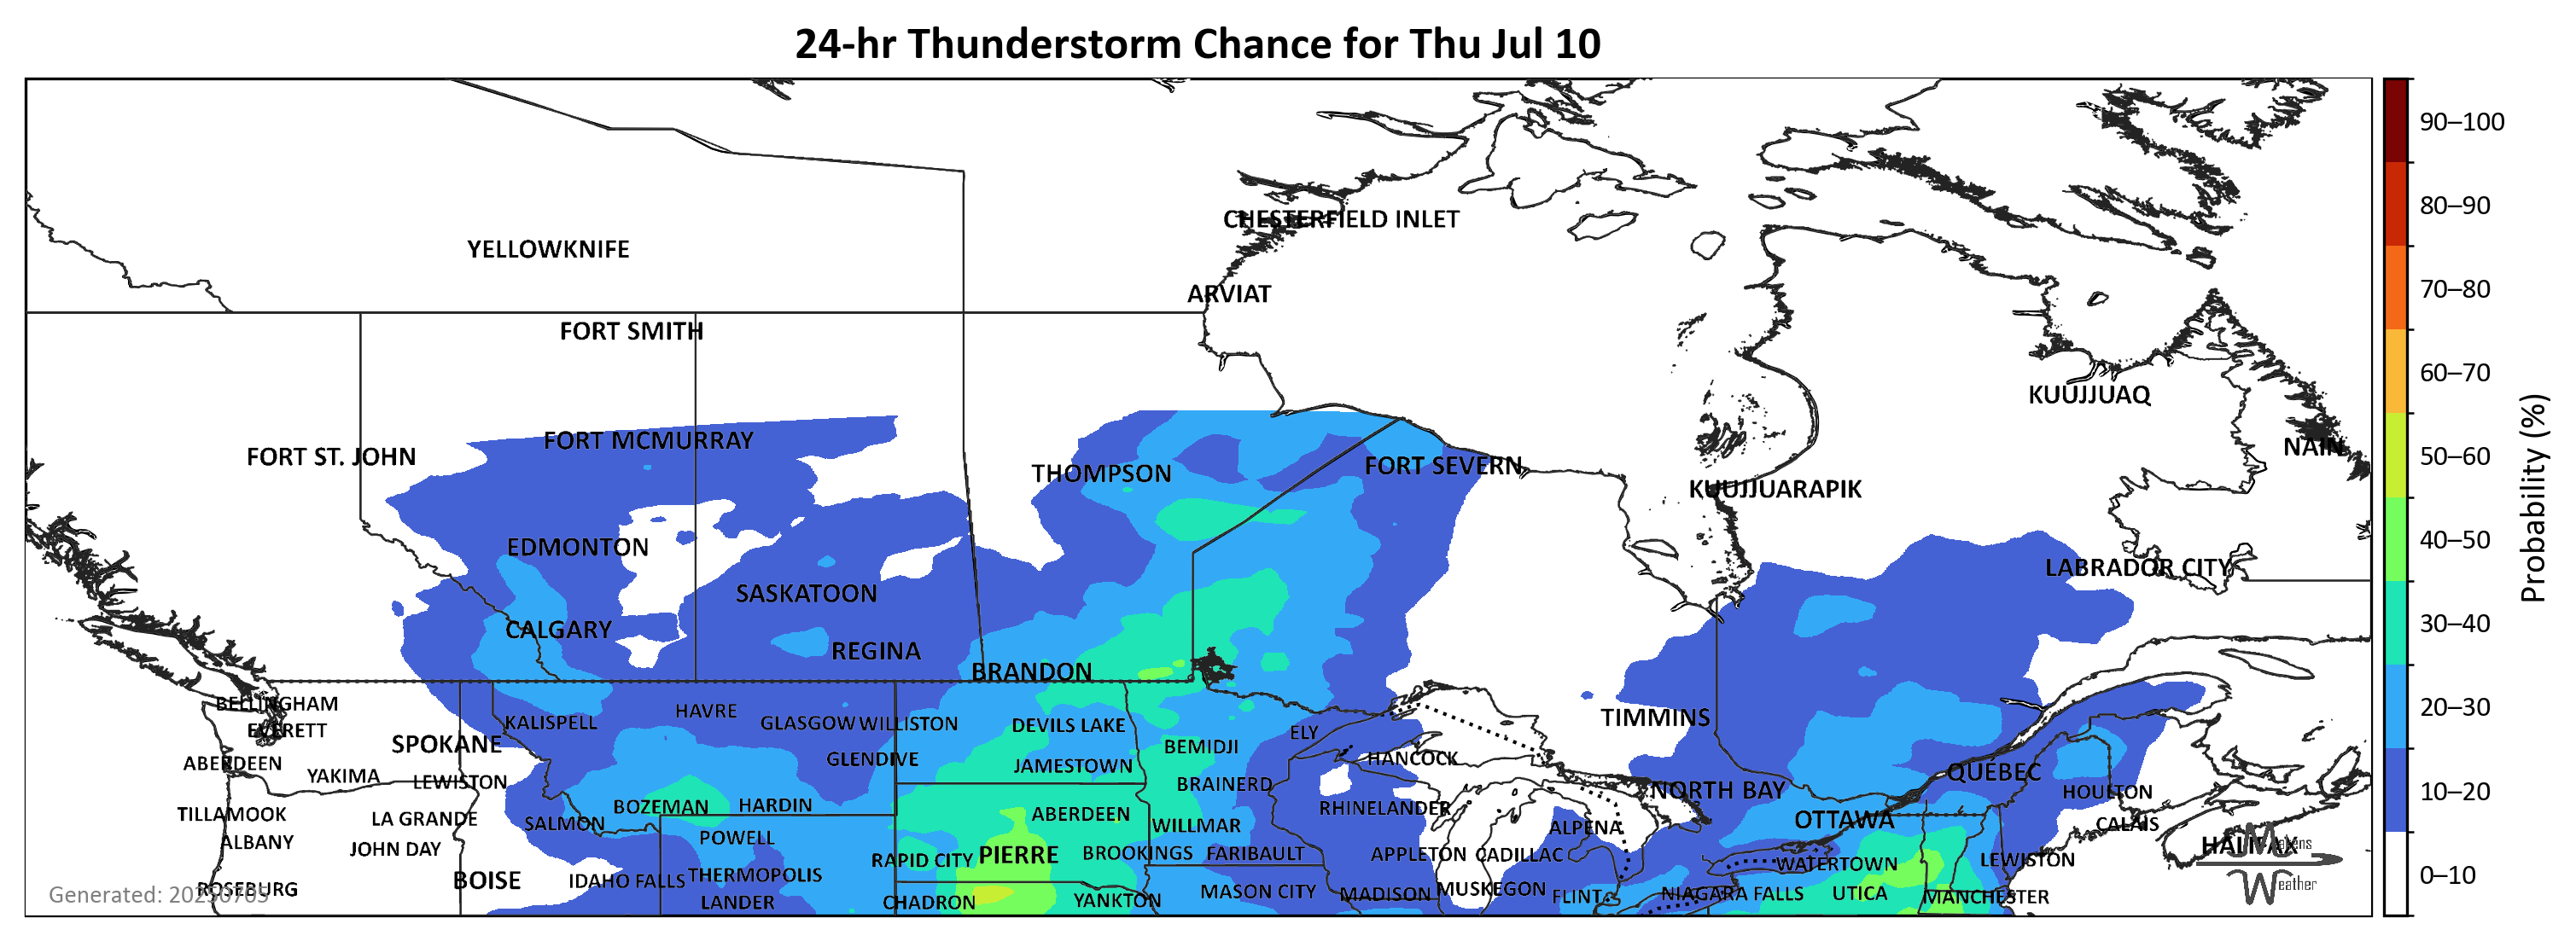 24-hr Thunderstorm Chance for Thu Jul 10
90–100
80–90
70–80
60–70
50–60
40–50
30–40
20–30
10–20
0–10
Probability (%)
CHESTERFIELD INLET
YELLOWKNIFE
ARVIAT
FORT SMITH
KUUJJUAQ
FORT MCMURRAY
NAIN
FORT ST. JOHN
FORT SEVERN
THOMPSON
KUUJJUARAPIK
EDMONTON
LABRADOR CITY
SASKATOON
CALGARY
REGINA
BRANDON
BELLINGHAM
HAVRE
TIMMINS
KALISPELL
GLASGOW
WILLISTON
DEVILS LAKE
EVERETT
ELY
SPOKANE
BEMIDJI
HANCOCK
GLENDIVE
ABERDEEN
JAMESTOWN
QUÉBEC
YAKIMA
LEWISTON
BRAINERD
NORTH BAY
HOULTON
BOZEMAN
HARDIN
RHINELANDER
TILLAMOOK
ABERDEEN
LA GRANDE
SALMON
WILLMAR
ALPENA
OTTAWA
CALAIS
POWELL
ALBANY
HALIFAX
JOHN DAY
PIERRE
BROOKINGS
FARIBAULT
APPLETON
CADILLAC
RAPID CITY
LEWISTON
WATERTOWN
THERMOPOLIS
BOISE
IDAHO FALLS
ROSEBURG
MASON CITY
MUSKEGON
MADISON
FLINT
NIAGARA FALLS
UTICA
MANCHESTER
LANDER
CHADRON
YANKTON
Generated: 20250705
Weather